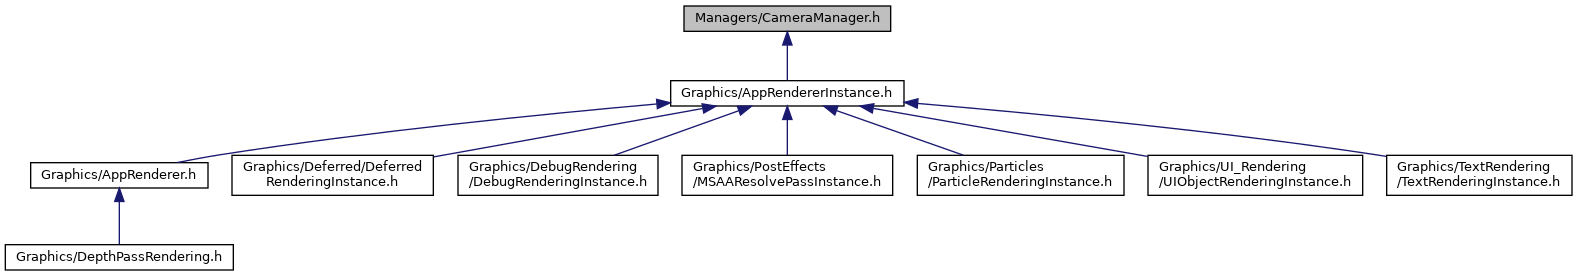 Managers/CameraManager.h
Graphics/AppRendererInstance.h
Graphics/AppRenderer.h
Graphics/Deferred/Deferred
RenderingInstance.h
Graphics/DebugRendering
/DebugRenderingInstance.h
Graphics/PostEffects
/MSAAResolvePassInstance.h
Graphics/Particles
/ParticleRenderingInstance.h
Graphics/UI_Rendering
/UIObjectRenderingInstance.h
Graphics/TextRendering
/TextRenderingInstance.h
Graphics/DepthPassRendering.h